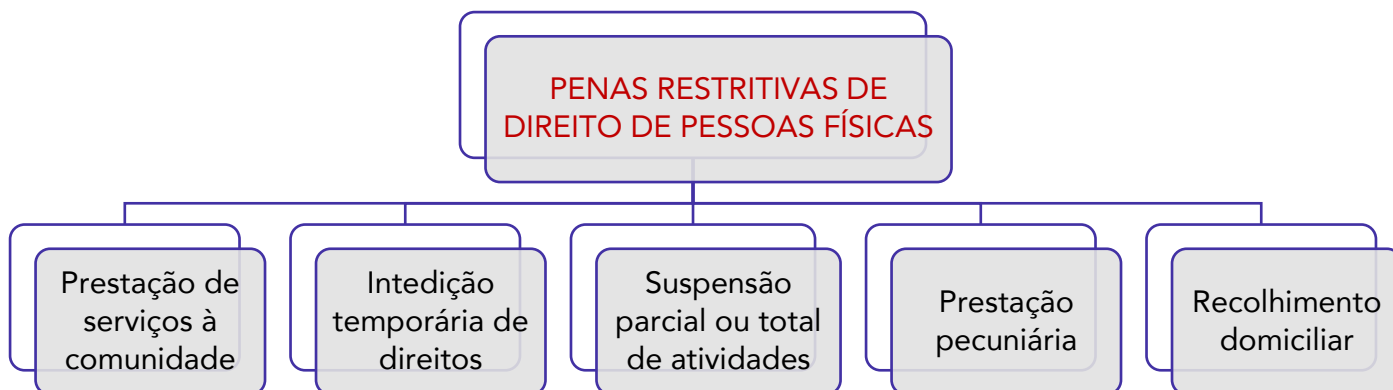 PENAS RESTRITIVAS DE
DIREITO DE PESSOAS FÍSICAS
Prestação de
serviços à
comunidade
Intedição
temporária de
direitos
Suspensão
parcial ou total
de atividades
Prestação
pecuniária
Recolhimento
domiciliar